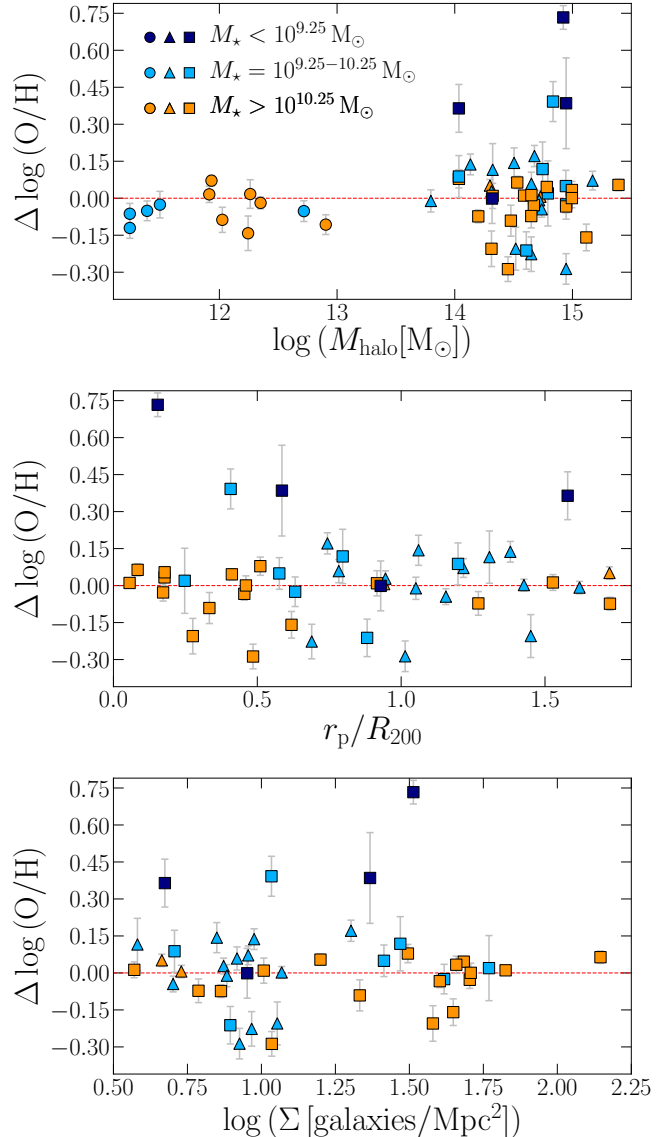 0.75
M⋆ < 10^9.25 M⊙
0.60
M⋆ = 10^9.25−10.25 M⊙
0.45
M⋆ > 10^10.25 M⊙
0.30
0.15
0.00
−0.15
−0.30
Δ log (O/H)
12 13 14 15
log (M_halo[M⊙])
0.75
0.60
0.45
0.30
0.15
0.00
−0.15
−0.30
Δ log (O/H)
0.0 0.5 1.0 1.5
r_p/R_200
0.75
0.60
0.45
0.30
0.15
0.00
−0.15
−0.30
Δ log (O/H)
0.50 0.75 1.00 1.25 1.50 1.75 2.00 2.25
log (Σ [galaxies/Mpc²])